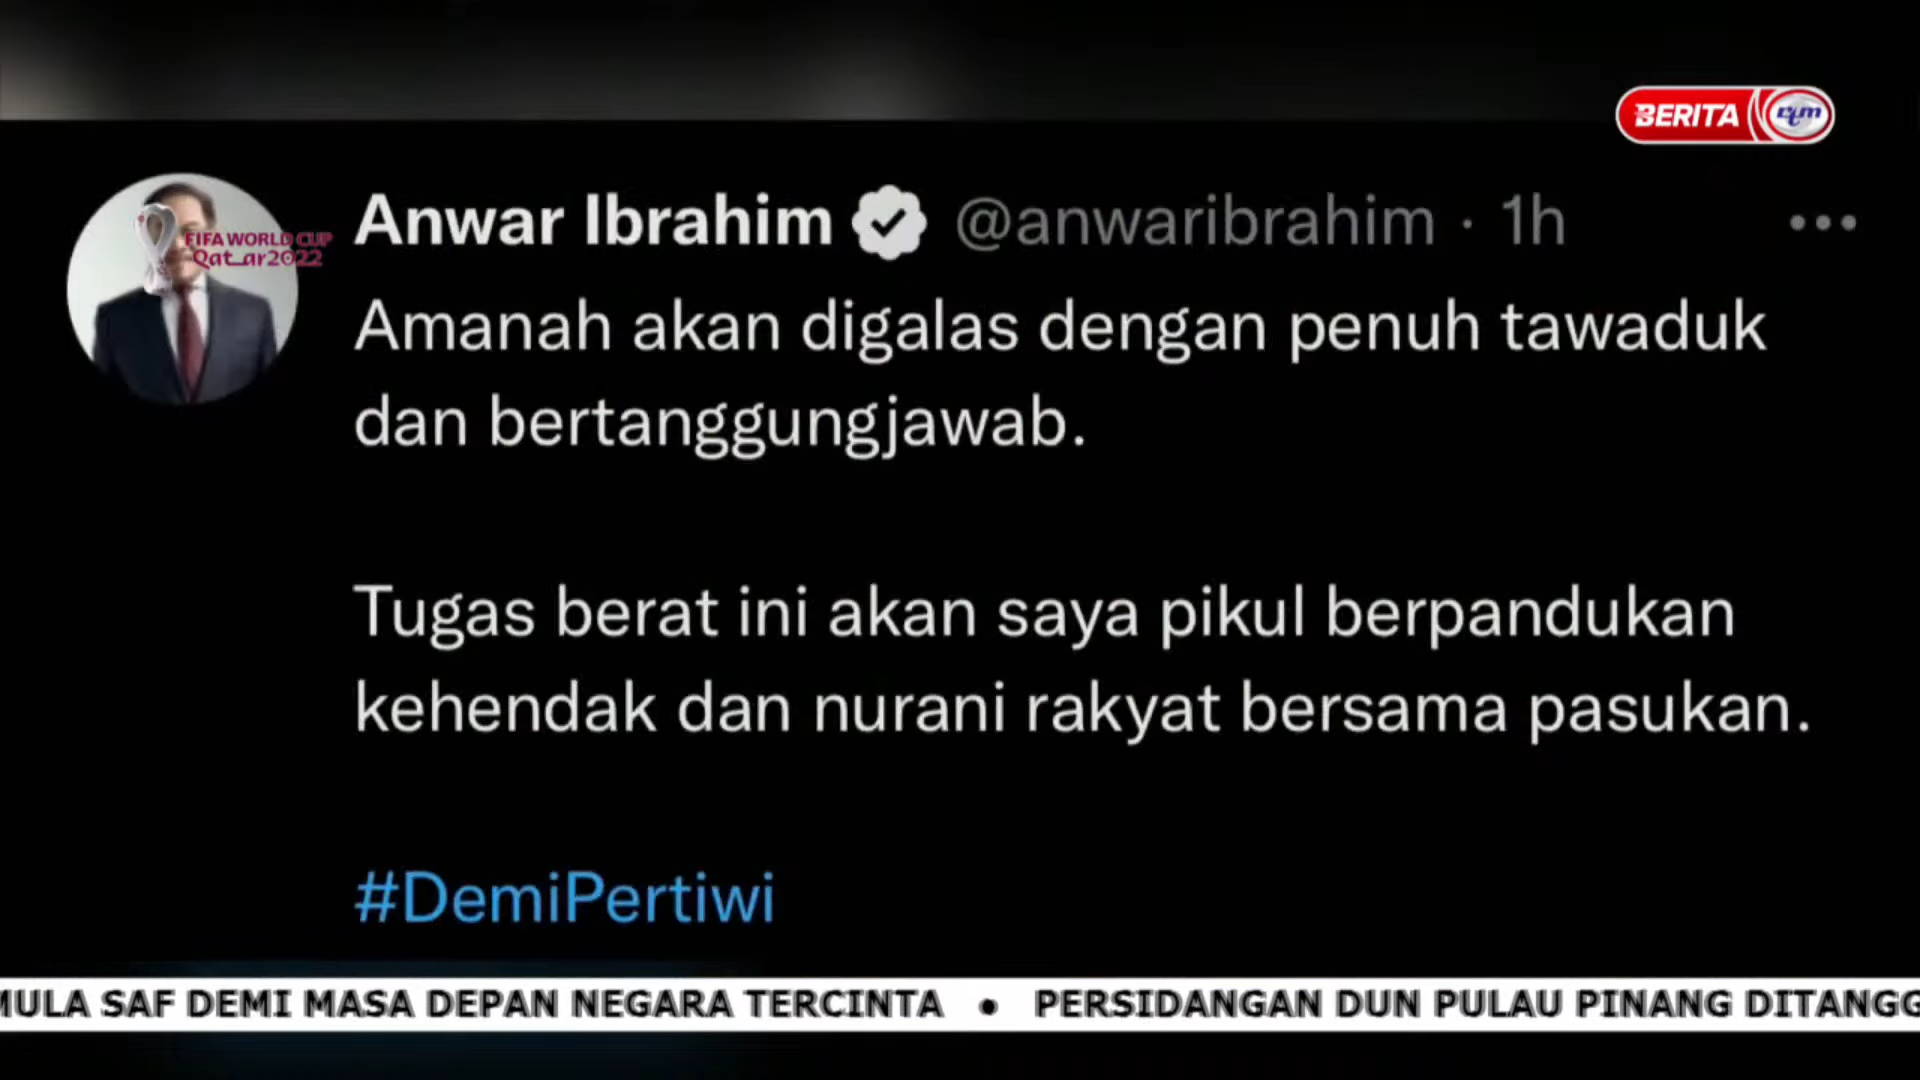 BERITA rtm
FIFA WORLD CUP
Qatar2022
Anwar Ibrahim @anwaribrahim · 1h
Amanah akan digalas dengan penuh tawaduk
dan bertanggungjawab.
Tugas berat ini akan saya pikul berpandukan
kehendak dan nurani rakyat bersama pasukan.
#DemiPertiwi
MULA SAF DEMI MASA DEPAN NEGARA TERCINTA • PERSIDANGAN DUN PULAU PINANG DITANGG